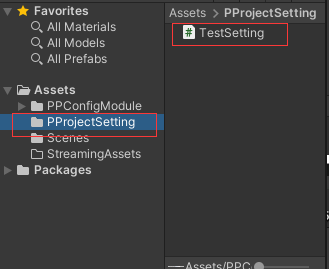 Favorites
All Materials
All Models
All Prefabs
Assets
PPConfigModule
PProjectSetting
Scenes
StreamingAssets
Packages
Assets > PProjectSetting
# TestSetting
Assets/PPC